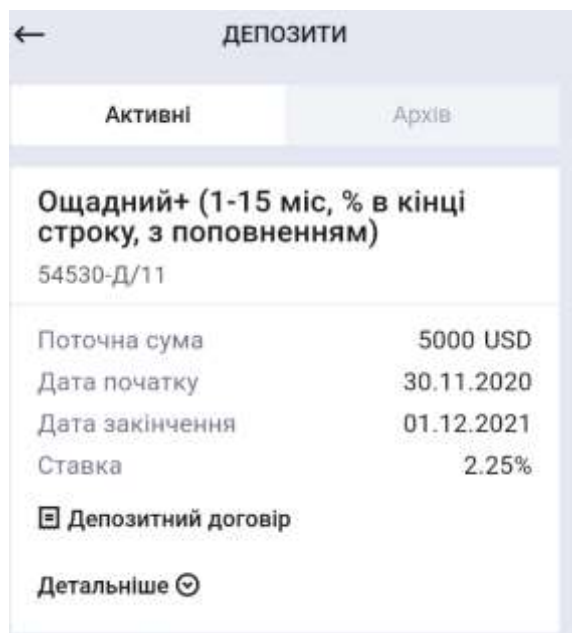 ДЕПОЗИТИ
Активні
Архів
Ощадний+ (1-15 міс, % в кінці
строку, з поповненням)
54530-Д/11
Поточна сума 5000 USD
Дата початку 30.11.2020
Дата закінчення 01.12.2021
Ставка 2.25%
Депозитний договір
Детальніше